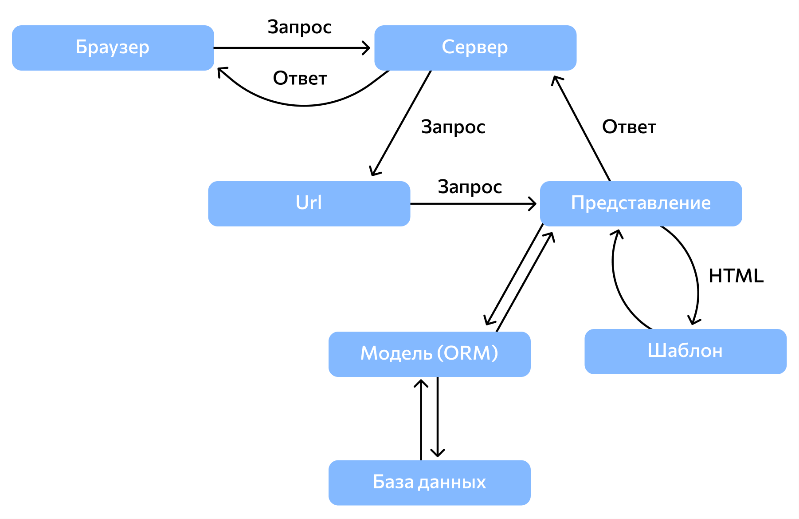 Запрос
Браузер
Сервер
Ответ
Запрос
Ответ
Запрос
Url
Представление
HTML
Модель (ORM)
Шаблон
База данных